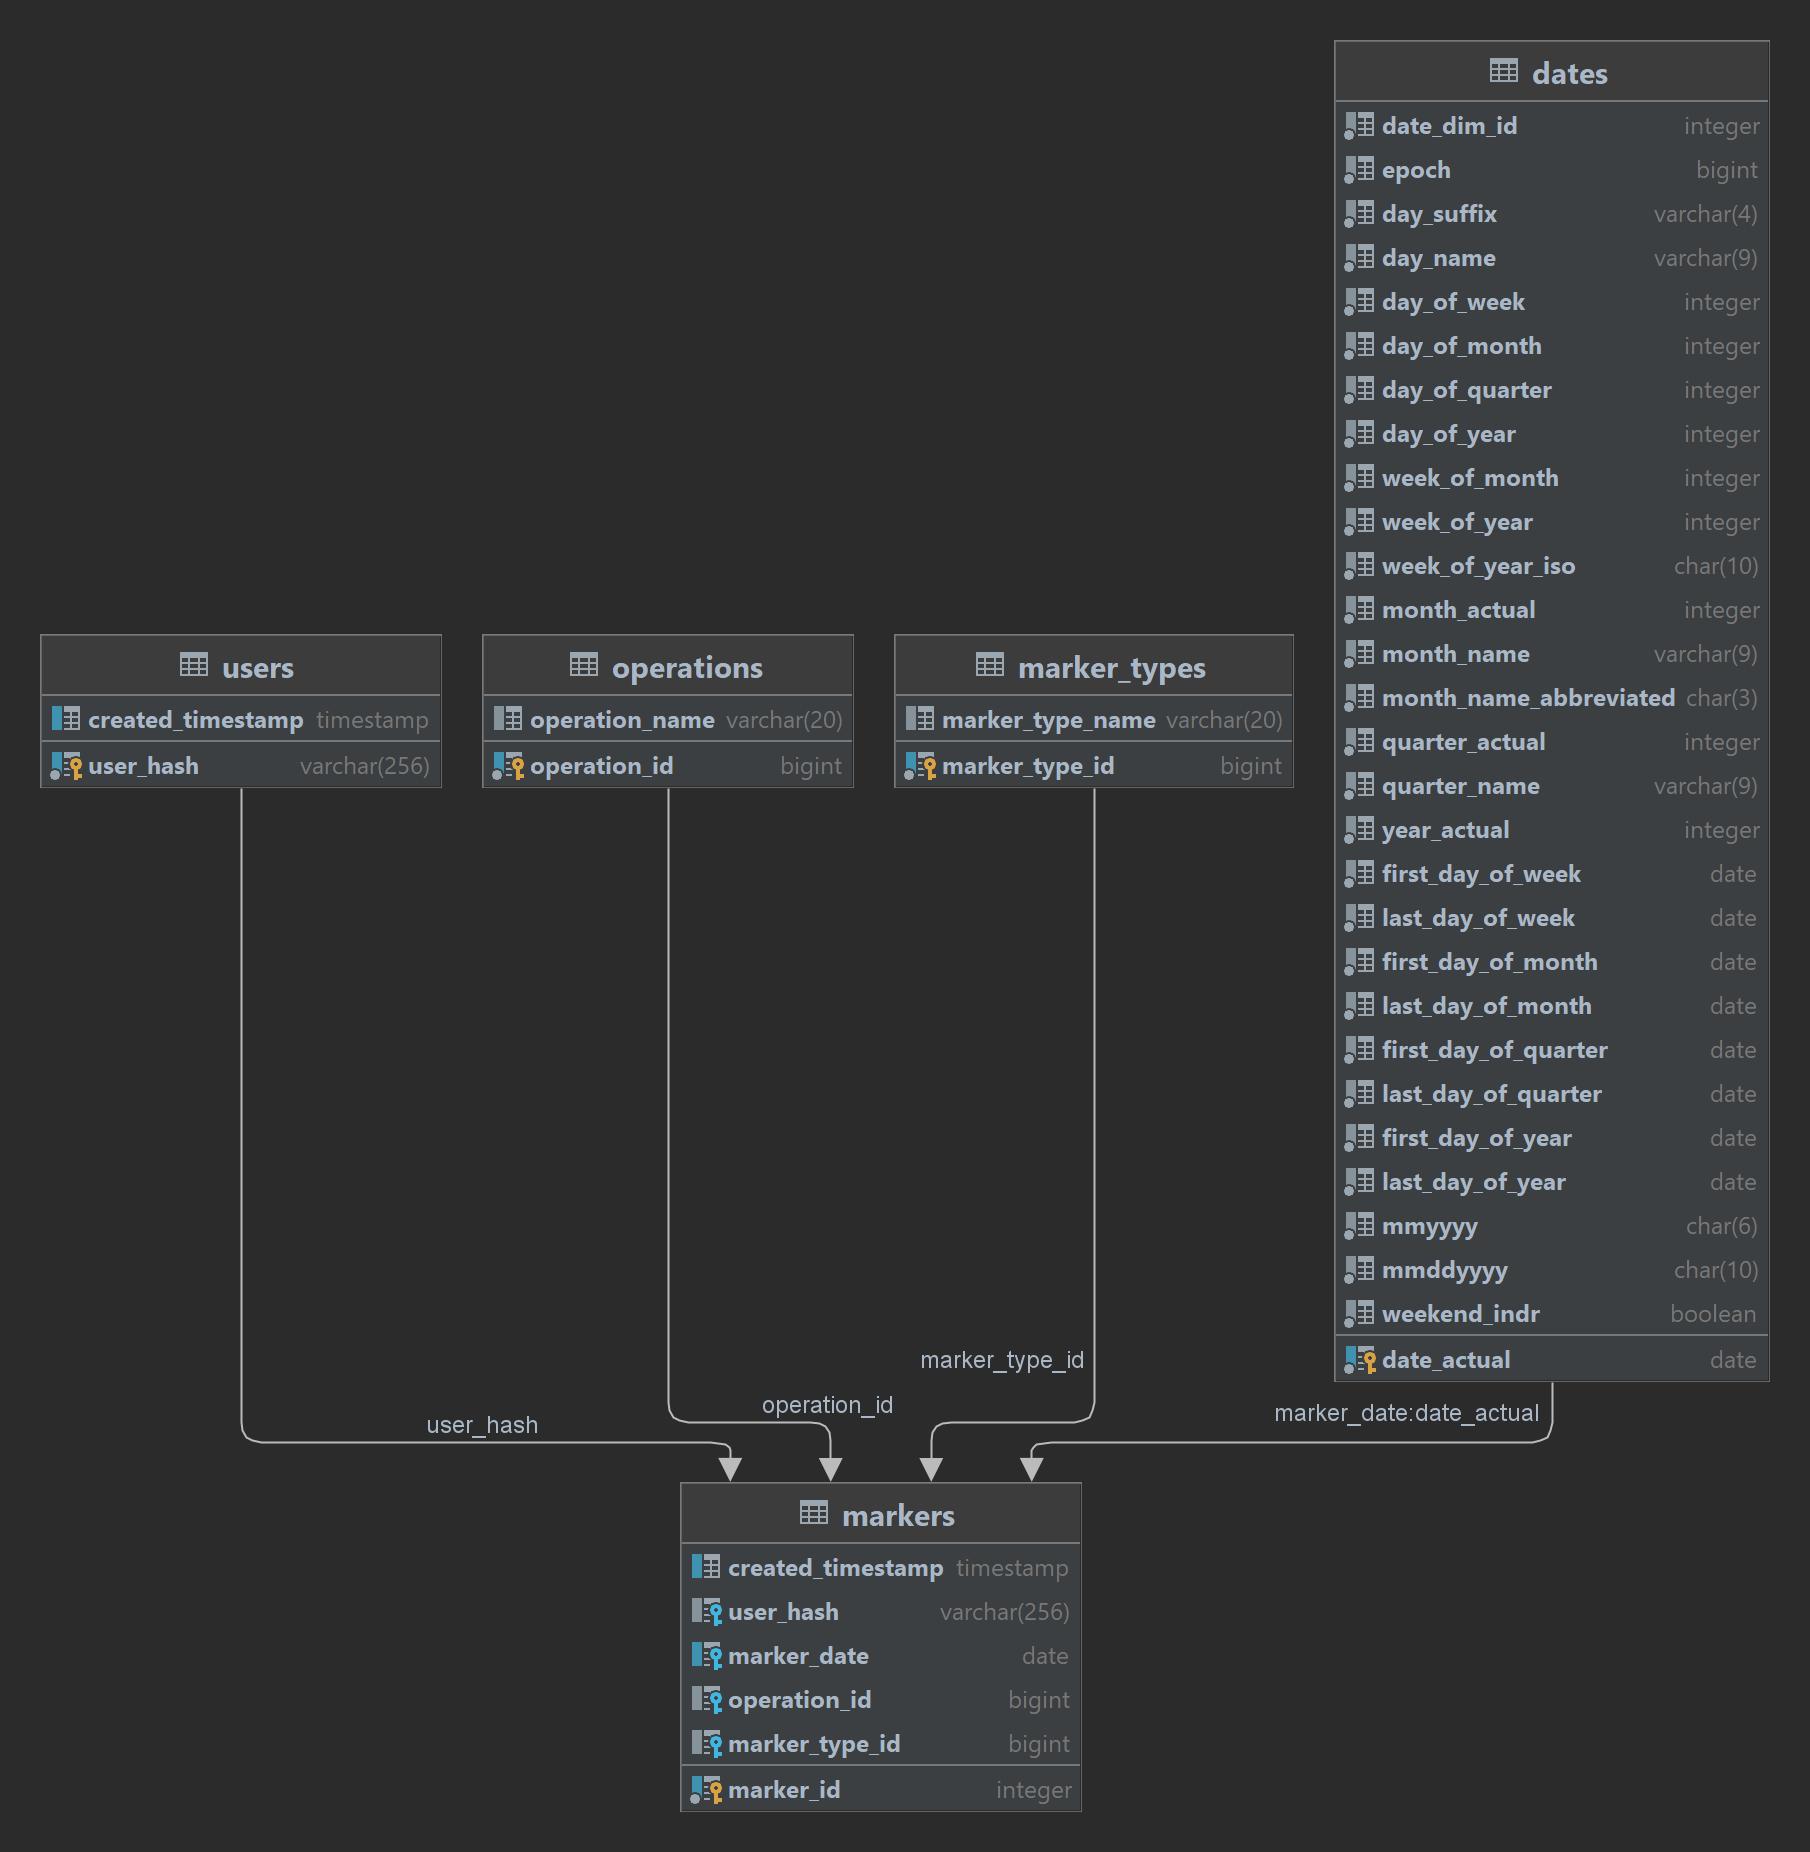 dates
date_dim_id integer
epoch bigint
day_suffix varchar(4)
day_name varchar(9)
day_of_week integer
day_of_month integer
day_of_quarter integer
day_of_year integer
week_of_month integer
week_of_year integer
week_of_year_iso char(10)
month_actual integer
month_name varchar(9)
month_name_abbreviated char(3)
quarter_actual integer
quarter_name varchar(9)
year_actual integer
first_day_of_week date
last_day_of_week date
first_day_of_month date
last_day_of_month date
first_day_of_quarter date
last_day_of_quarter date
first_day_of_year date
last_day_of_year date
mmyyyy char(6)
mmddyyyy char(10)
weekend_indr boolean
date_actual date
users
created_timestamp timestamp
user_hash varchar(256)
operations
operation_name varchar(20)
operation_id bigint
marker_types
marker_type_name varchar(20)
marker_type_id bigint
user_hash
operation_id
marker_type_id
marker_date:date_actual
markers
created_timestamp timestamp
user_hash varchar(256)
marker_date date
operation_id bigint
marker_type_id bigint
marker_id integer